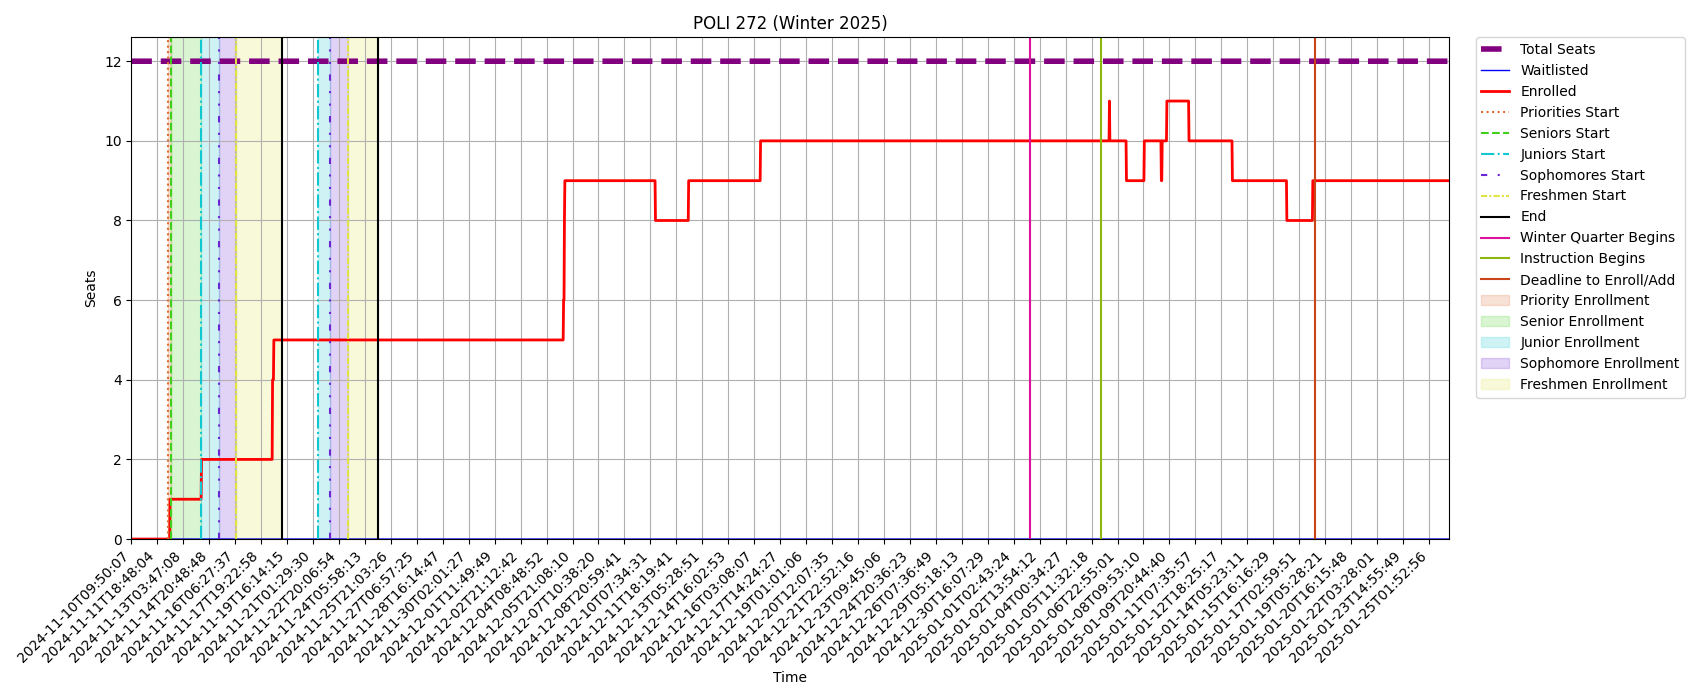 POLI 272 (Winter 2025)
Seats
12
10
8
6
4
2
0
2024-11-10T09:50:07
2024-11-11T18:48:04
2024-11-13T03:47:08
2024-11-14T20:48:48
2024-11-16T06:27:37
2024-11-17T19:22:58
2024-11-19T16:14:15
2024-11-21T01:29:30
2024-11-22T20:06:54
2024-11-24T05:58:13
2024-11-25T21:03:26
2024-11-27T06:57:25
2024-11-28T16:14:47
2024-11-30T02:01:27
2024-12-01T11:49:49
2024-12-02T21:12:42
2024-12-04T08:48:52
2024-12-05T21:08:10
2024-12-07T10:38:20
2024-12-08T20:59:41
2024-12-10T07:34:31
2024-12-11T18:19:41
2024-12-13T05:28:51
2024-12-14T16:02:53
2024-12-16T03:08:07
2024-12-17T14:24:27
2024-12-19T01:01:06
2024-12-20T12:07:35
2024-12-21T22:52:16
2024-12-23T09:45:06
2024-12-24T20:36:23
2024-12-26T07:36:49
2024-12-29T05:18:13
2024-12-30T16:07:29
2025-01-01T02:43:24
2025-01-02T13:54:12
2025-01-04T00:34:27
2025-01-05T11:32:18
2025-01-06T22:55:01
2025-01-08T09:53:10
2025-01-09T20:44:40
2025-01-11T07:35:57
2025-01-12T18:25:17
2025-01-14T05:23:11
2025-01-15T16:16:29
2025-01-17T02:59:51
2025-01-19T05:28:21
2025-01-20T16:15:48
2025-01-22T03:28:01
2025-01-23T14:55:49
2025-01-25T01:52:56
Time
Total Seats
Waitlisted
Enrolled
Priorities Start
Seniors Start
Juniors Start
Sophomores Start
Freshmen Start
End
Winter Quarter Begins
Instruction Begins
Deadline to Enroll/Add
Priority Enrollment
Senior Enrollment
Junior Enrollment
Sophomore Enrollment
Freshmen Enrollment